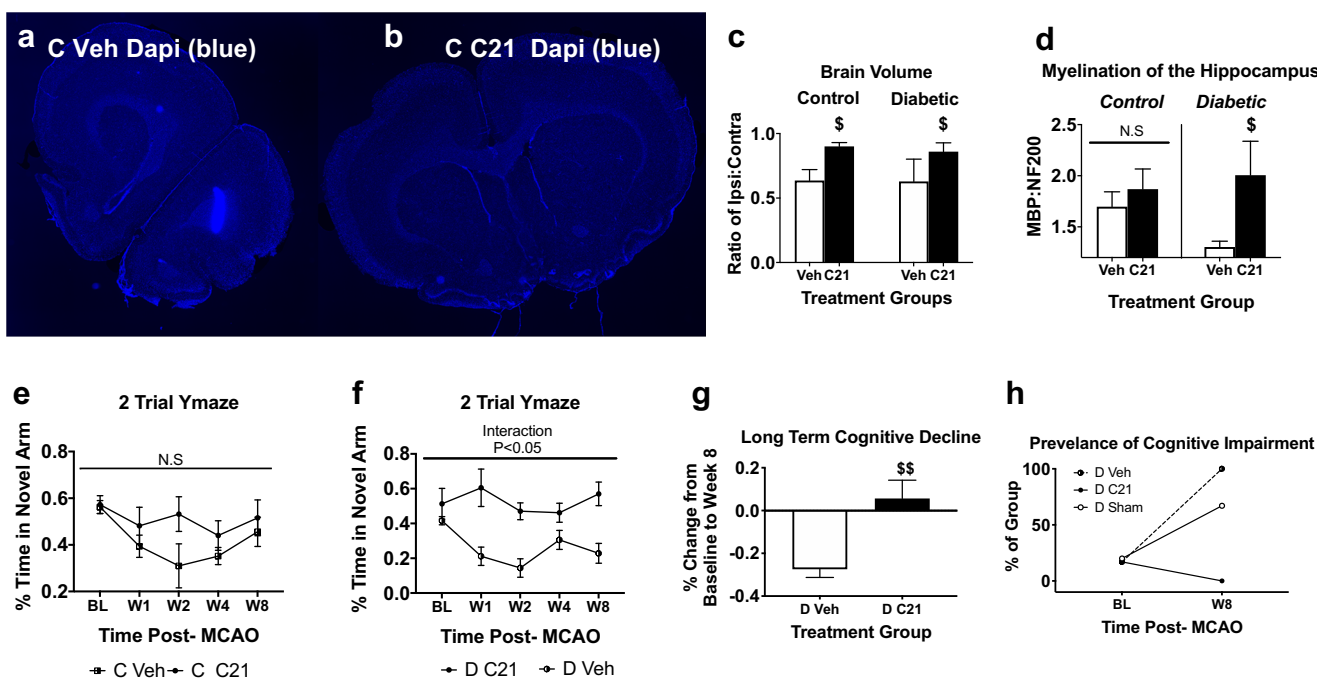 a
C Veh Dapi (blue)
b
C C21 Dapi (blue)
c
Brain Volume
Control Diabetic
$ $
1.0
0.5
0.0
Ratio of Ipsi:Contra
Veh C21 Veh C21
Treatment Groups
d
Myelination of the Hippocampus
Control Diabetic
N.S $
2.5
2.0
1.5
MBP:NF200
Veh C21 Veh C21
Treatment Group
e
2 Trial Ymaze
N.S
0.8
0.6
0.4
0.2
% Time in Novel Arm
BL W1 W2 W4 W8
Time Post- MCAO
C Veh C C21
f
2 Trial Ymaze
Interaction
P<0.05
0.8
0.6
0.4
0.2
0.0
% Time in Novel Arm
BL W1 W2 W4 W8
Time Post- MCAO
D C21 D Veh
g
Long Term Cognitive Decline
$$
0.2
0.0
-0.2
-0.4
% Change from
Baseline to Week 8
D Veh D C21
Treatment Group
h
Prevelance of Cognitive Impairment
100
50
0
D Veh
D C21
D Sham
% of Group
BL W8
Time Post- MCAO